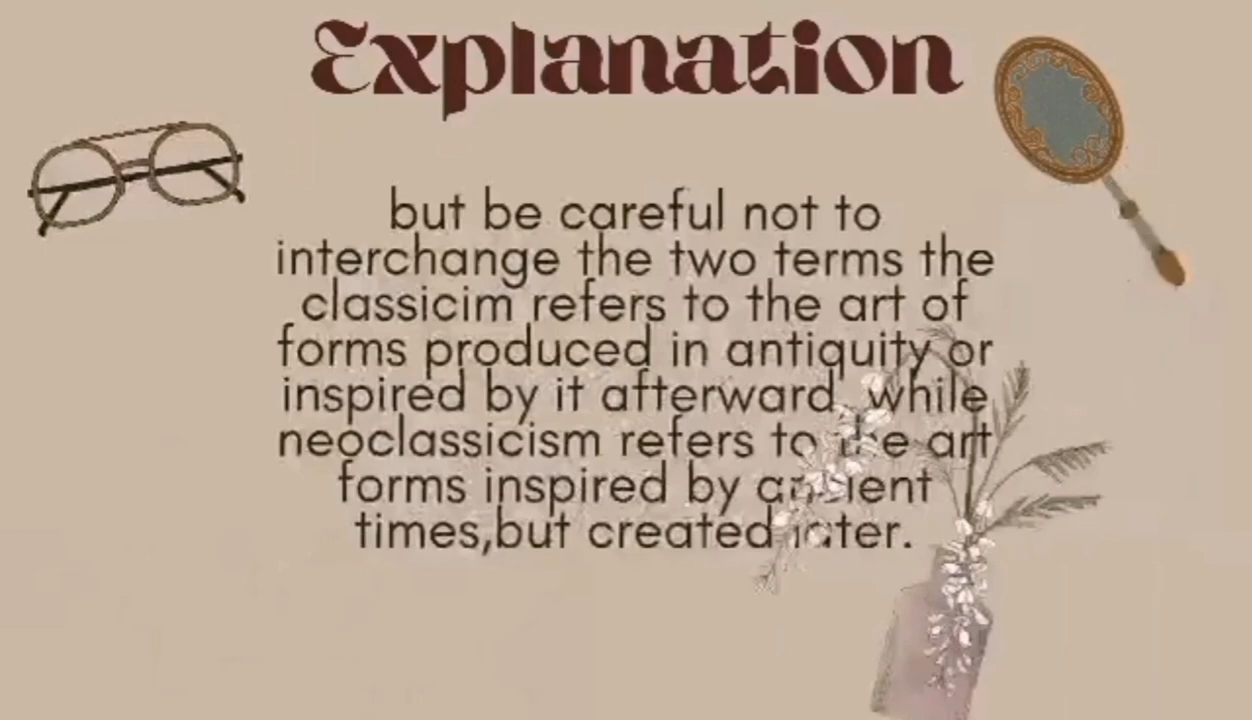 Explanation
but be careful not to
interchange the two terms the
classicim refers to the art of
forms produced in antiquity or
inspired by it afterward, while
neoclassicism refers to the art
forms inspired by ancient
times,but created later.